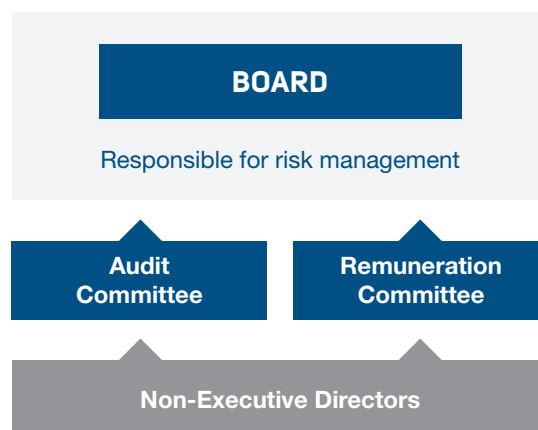 BOARD
Responsible for risk management
Audit
Committee
Remuneration
Committee
Non-Executive Directors